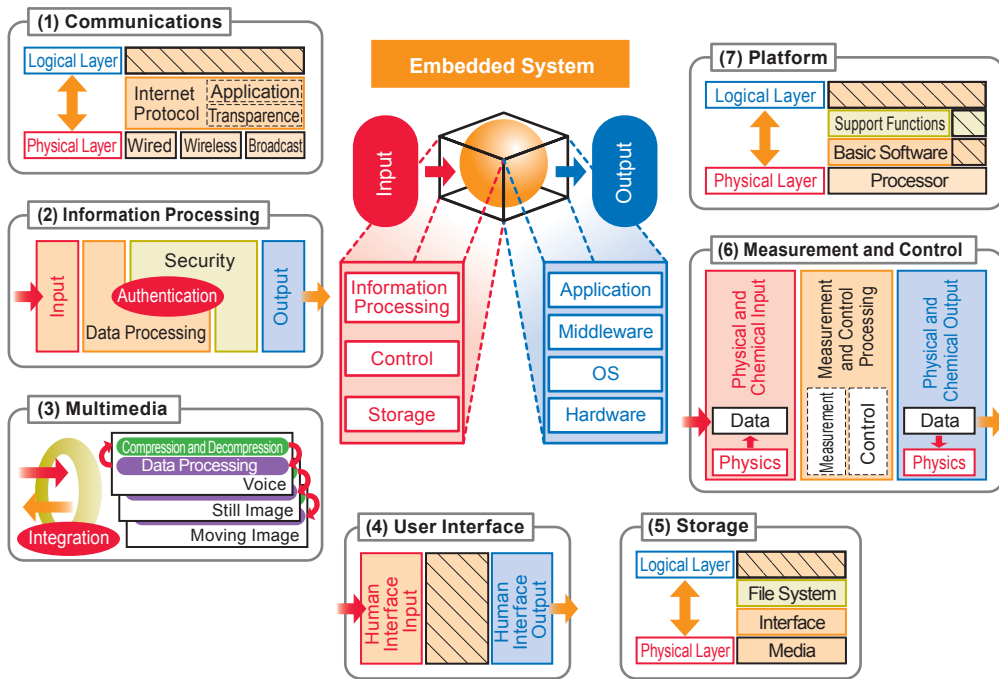 (1) Communications
Logical Layer
Internet
Protocol
Application
Transparence
Physical Layer
Wired
Wireless
Broadcast
Embedded System
Input
Output
Information
Processing
Control
Storage
Application
Middleware
OS
Hardware
(7) Platform
Logical Layer
Support Functions
Basic Software
Physical Layer
Processor
(2) Information Processing
Input
Security
Authentication
Data Processing
Output
(6) Measurement and Control
Physical and
Chemical Input
Data
Physics
Measurement
and Control
Processing
Measurement
Control
Physical and
Chemical Output
Data
Physics
(3) Multimedia
Compression and Decompression
Data Processing
Voice
Still Image
Moving Image
Integration
(4) User Interface
Human
Interface
Input
Human
Interface
Output
(5) Storage
Logical Layer
File System
Interface
Physical Layer
Media